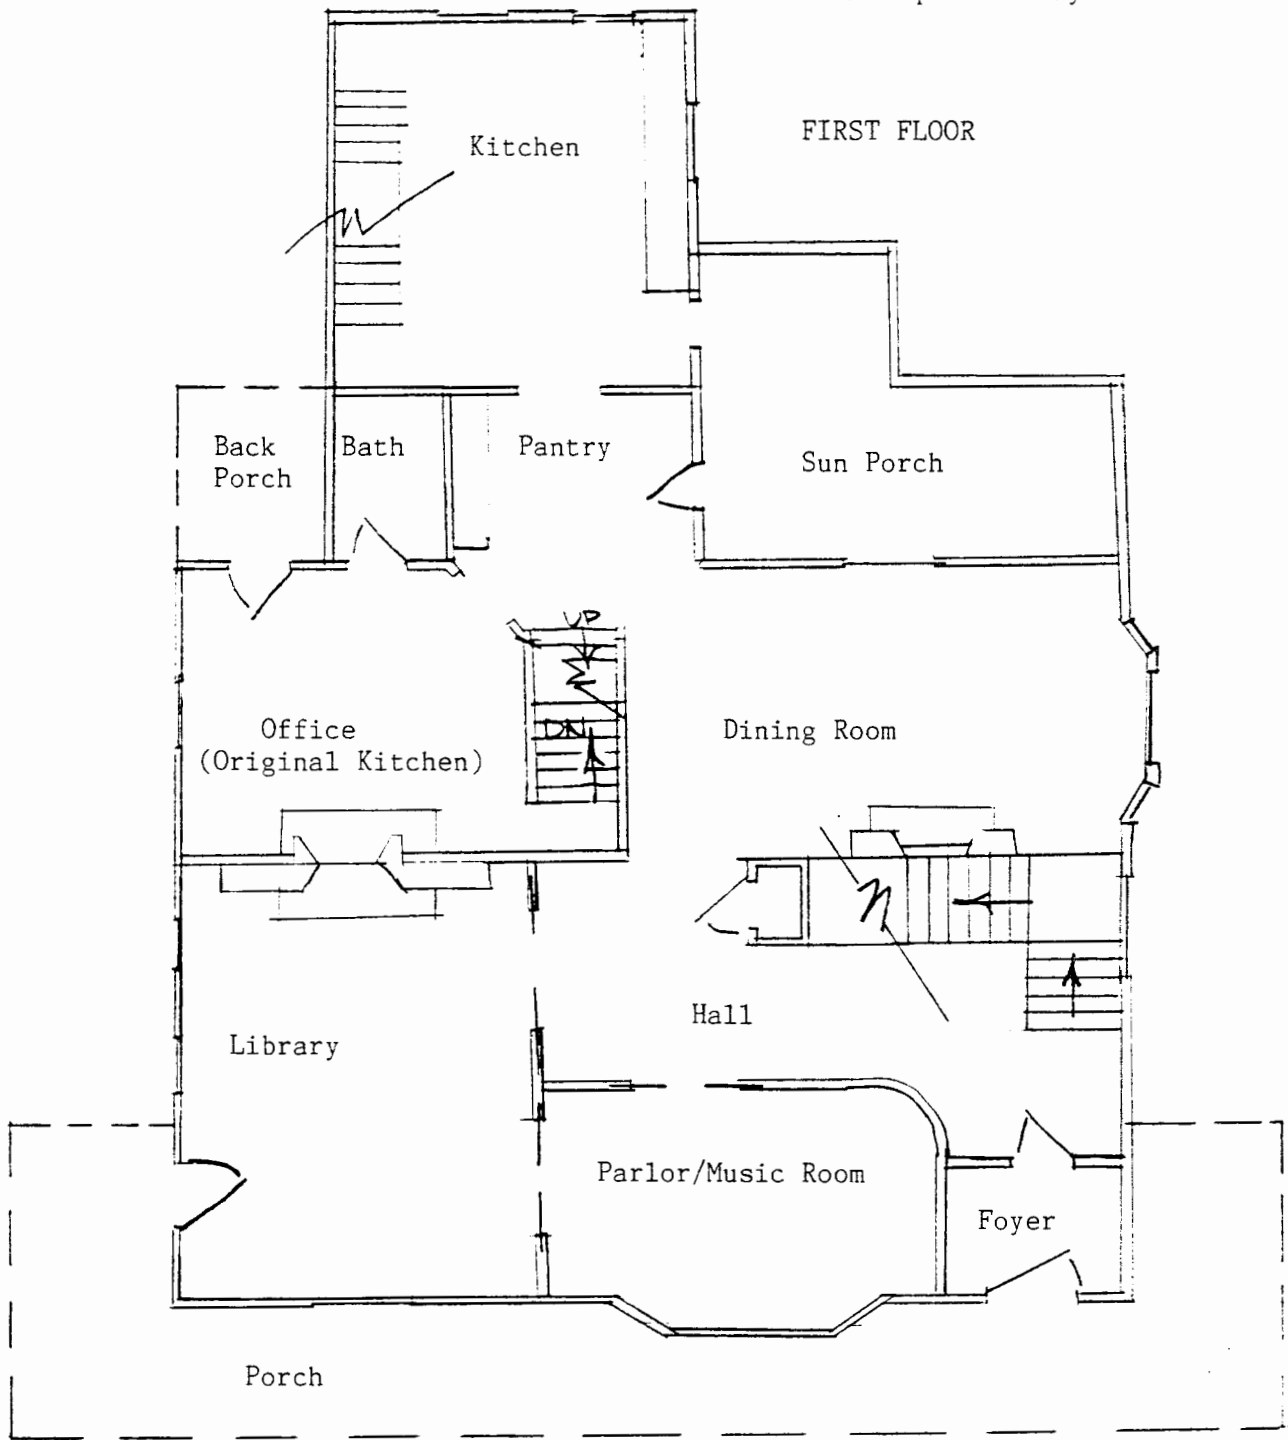 Kitchen
FIRST FLOOR
Back
Porch
Bath
Pantry
Sun Porch
UP
DN
Office
(Original Kitchen)
Dining Room
Hall
Library
Parlor/Music Room
Foyer
Porch